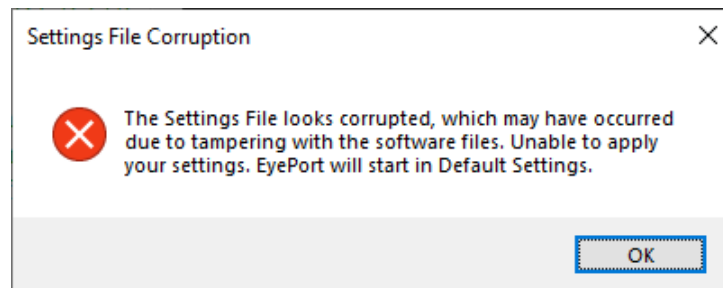 Settings File Corruption
The Settings File looks corrupted, which may have occurred
due to tampering with the software files. Unable to apply
your settings. EyePort will start in Default Settings.
OK